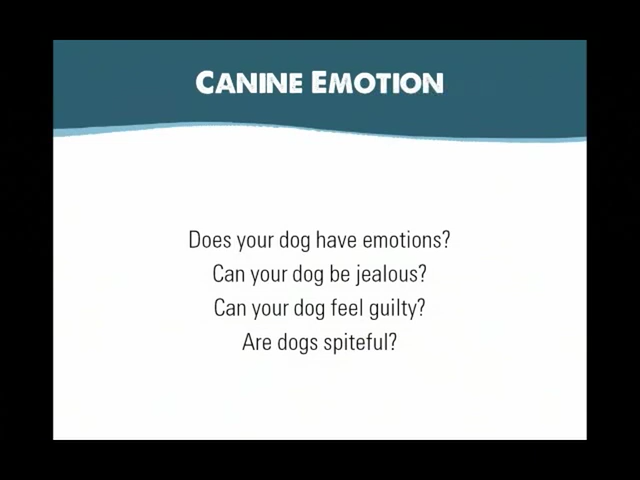 CANINE EMOTION
Does your dog have emotions?
Can your dog be jealous?
Can your dog feel guilty?
Are dogs spiteful?